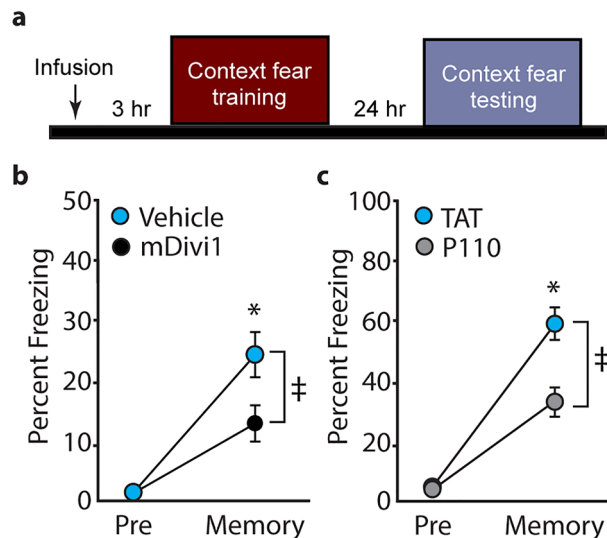 a
Infusion
3 hr
Context fear
training
24 hr
Context fear
testing
b
Percent Freezing
50
40
30
20
10
0
Vehicle
mDivi1
*
‡
Pre
Memory
c
Percent Freezing
100
80
60
40
20
0
TAT
P110
*
‡
Pre
Memory